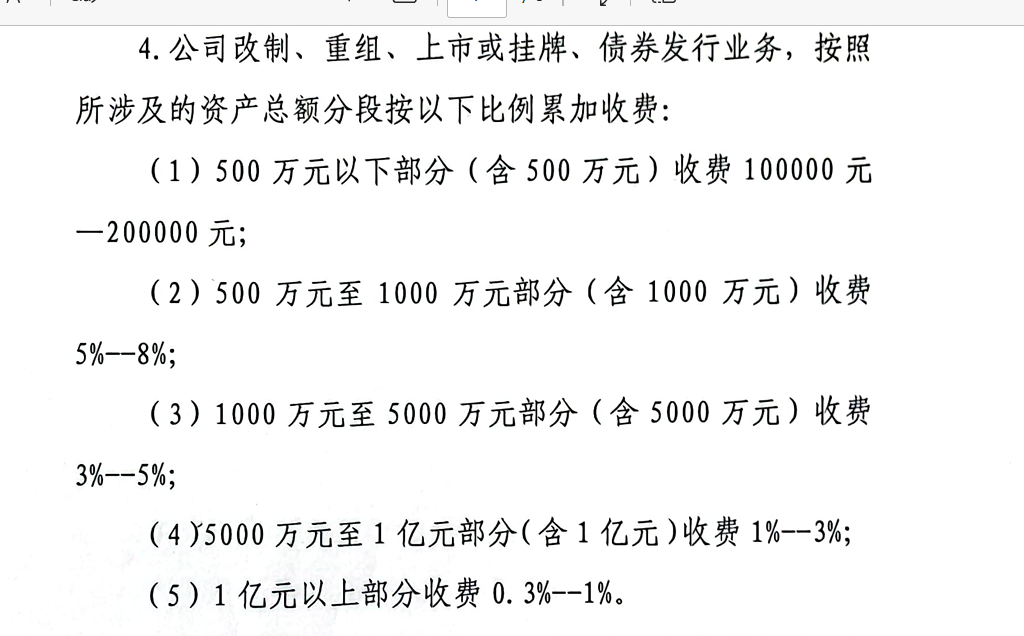 4. 公司改制、重组、上市或挂牌、债券发行业务，按照
所涉及的资产总额分段按以下比例累加收费：
（1）500 万元以下部分（含 500 万元）收费 100000 元
—200000 元；
（2）500 万元至 1000 万元部分（含 1000 万元）收费
5%--8%；
（3）1000 万元至 5000 万元部分（含 5000 万元）收费
3%--5%；
（4）5000 万元至 1 亿元部分（含 1 亿元）收费 1%--3%；
（5）1 亿元以上部分收费 0.3%--1%。